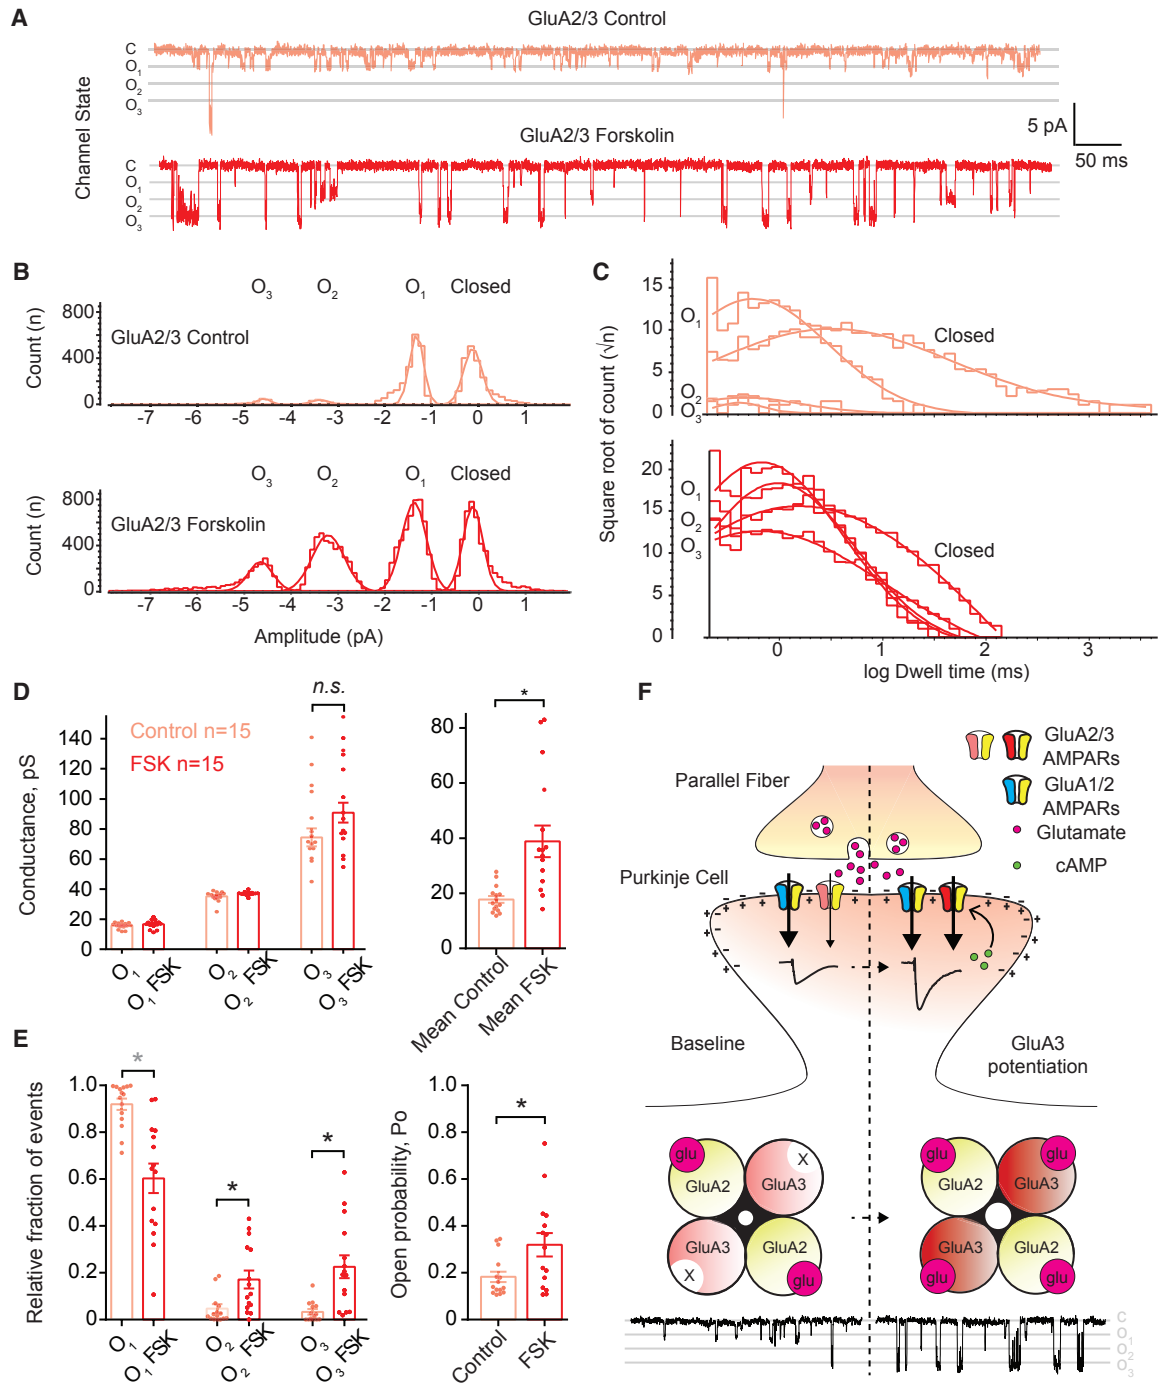 A
GluA2/3 Control
C
O1
O2
O3
Channel State
GluA2/3 Forskolin
C
O1
O2
O3
5 pA
50 ms
B
O3 O2 O1 Closed
Count (n)
800
400
0
GluA2/3 Control
-7 -6 -5 -4 -3 -2 -1 0 1
O3 O2 O1 Closed
Count (n)
800
400
0
GluA2/3 Forskolin
-7 -6 -5 -4 -3 -2 -1 0 1
Amplitude (pA)
C
Square root of count (√n)
15
10
5
0
O1
O2
O3
Closed
20
15
10
5
0
O1
O2
O3
Closed
0 1 2 3
log Dwell time (ms)
D
Conductance, pS
140
120
100
80
60
40
20
0
Control n=15
FSK n=15
n.s.
O1
O1 FSK
O2
O2 FSK
O3
O3 FSK
80
60
40
20
0
*
Mean Control
Mean FSK
E
Relative fraction of events
1.0
0.8
0.6
0.4
0.2
0
*
*
*
O1
O1 FSK
O2
O2 FSK
O3
O3 FSK
Open probability, Po
1.0
0.8
0.6
0.4
0.2
0
*
Control
FSK
F
GluA2/3
AMPARs
GluA1/2
AMPARs
Glutamate
cAMP
Parallel Fiber
Purkinje Cell
Baseline
GluA3
potentiation
glu
GluA2
X
GluA3
GluA3
X
GluA2
glu
glu
GluA2
glu
GluA3
GluA3
glu
GluA2
glu
C
O1
O2
O3